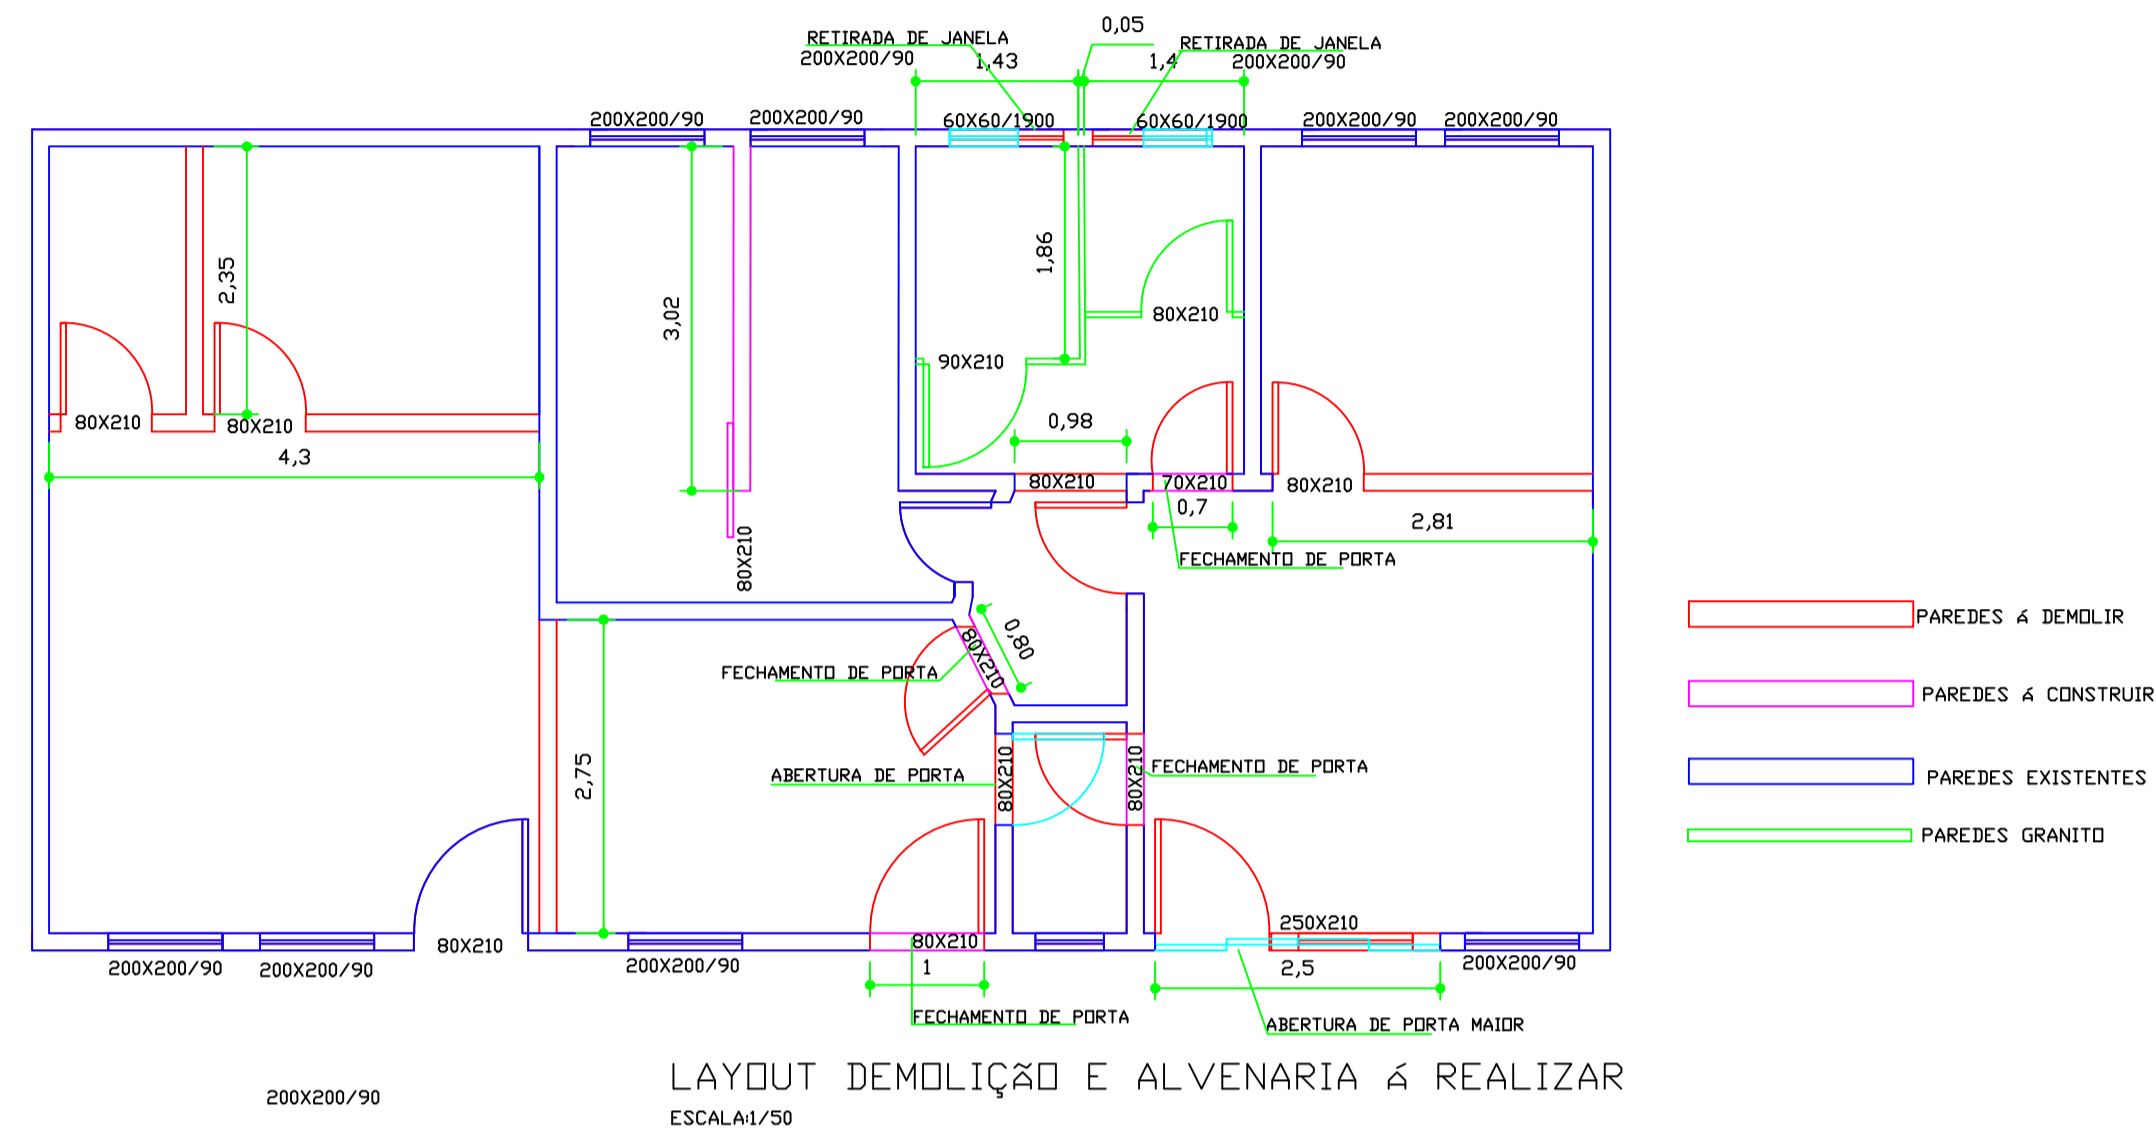 0,05
RETIRADA DE JANELA
RETIRADA DE JANELA
200X200/90
1,43
1,4
200X200/90
200X200/90
200X200/90
60X60/1900
60X60/1900
200X200/90
200X200/90
2,35
3,02
1,86
80X210
90X210
80X210
80X210
0,98
4,3
80X210
70X210
80X210
0,7
2,81
80X210
FECHAMENTO DE PORTA
0,80
80X210
FECHAMENTO DE PORTA
PAREDES Á DEMOLIR
PAREDES Á CONSTRUIR
PAREDES EXISTENTES
PAREDES GRANITO
2,75
ABERTURA DE PORTA
80X210
80X210
FECHAMENTO DE PORTA
250X210
80X210
80X210
200X200/90
200X200/90
200X200/90
1
2,5
200X200/90
FECHAMENTO DE PORTA
ABERTURA DE PORTA MAIOR
LAYOUT DEMOLIÇÃO E ALVENARIA Á REALIZAR
200X200/90
ESCALA:1/50